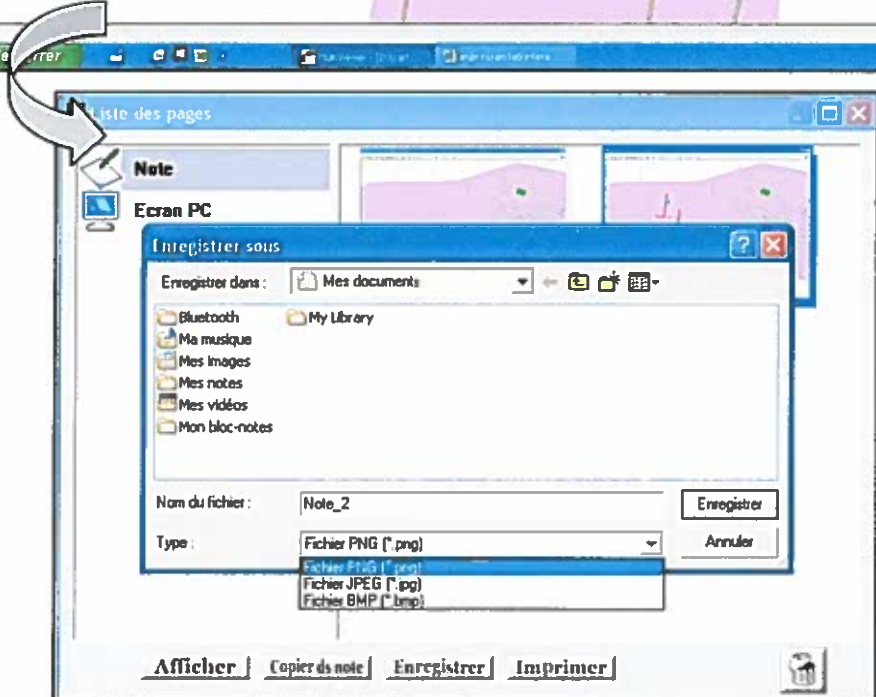 Liste des pages
Note
Ecran PC
Enregistrer sous
Enregistrer dans :
Mes documents
Bluetooth
My Library
Ma musique
Mes images
Mes notes
Mes vidéos
Mon bloc-notes
Nom du fichier :
Note_2
Enregistrer
Type :
Fichier PNG (*.png)
Annuler
Fichier PNG (*.png)
Fichier JPEG (*.jpg)
Fichier BMP (*.bmp)
Afficher
Copier ds note
Enregistrer
Imprimer